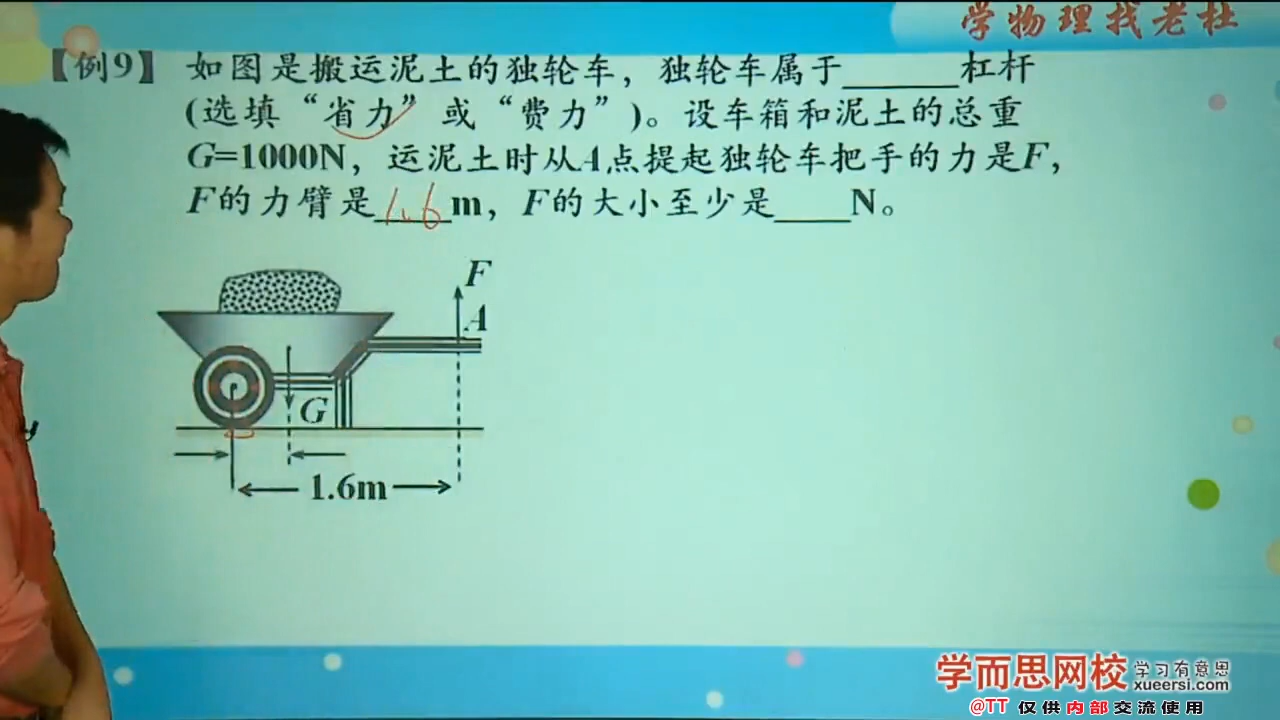 学物理找老杜
【例9】 如图是搬运泥土的独轮车，独轮车属于______杠杆
(选填“省力”或“费力”)。设车箱和泥土的总重
G=1000N，运泥土时从A点提起独轮车把手的力是F，
F的力臂是1.6m，F的大小至少是____N。
F
A
G
1.6m
学而思网校 学习有意思
xueersi.com
@TT 仅供内部交流使用